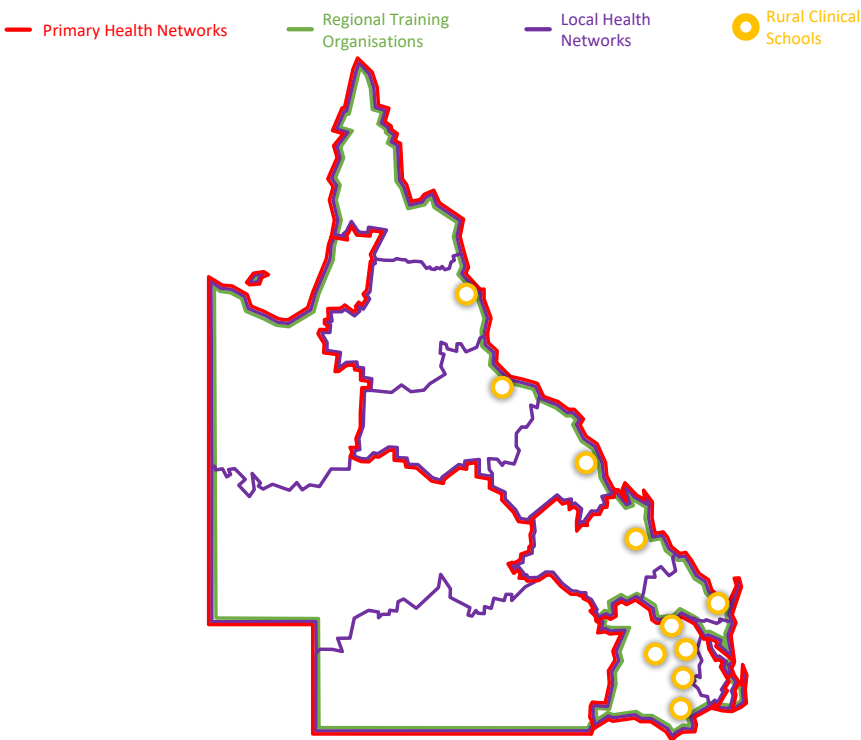 Primary Health Networks
Regional Training
Organisations
Local Health
Networks
Rural Clinical
Schools